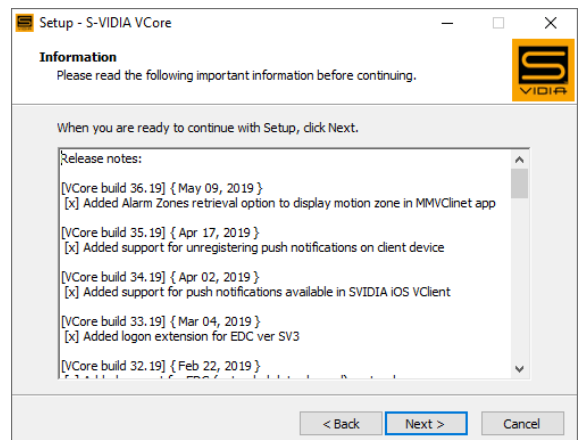 Setup - S-VIDIA VCore
Information
Please read the following important information before continuing.
S
VIDIA
When you are ready to continue with Setup, click Next.
Release notes:
[VCore build 36.19] { May 09, 2019 }
[x] Added Alarm Zones retrieval option to display motion zone in MMVClinet app
[VCore build 35.19] { Apr 17, 2019 }
[x] Added support for unregistering push notifications on client device
[VCore build 34.19] { Apr 02, 2019 }
[x] Added support for push notifications available in SVIDIA iOS VClient
[VCore build 33.19] { Mar 04, 2019 }
[x] Added logon extension for EDC ver SV3
[VCore build 32.19] { Feb 22, 2019 }
< Back
Next >
Cancel